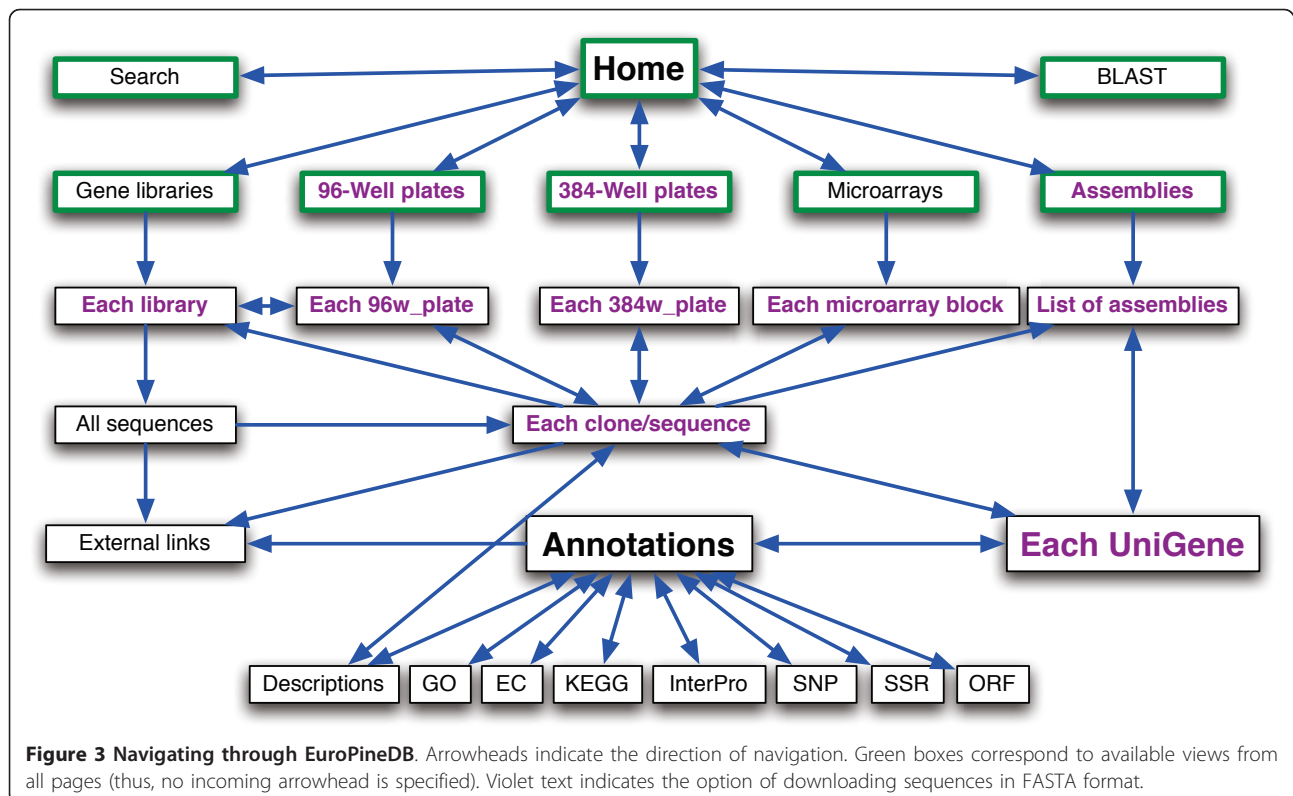 Search
Home
BLAST
Gene libraries
96-Well plates
384-Well plates
Microarrays
Assemblies
Each library
Each 96w_plate
Each 384w_plate
Each microarray block
List of assemblies
All sequences
Each clone/sequence
External links
Annotations
Each UniGene
Descriptions
GO
EC
KEGG
InterPro
SNP
SSR
ORF
Figure 3 Navigating through EuroPineDB. Arrowheads indicate the direction of navigation. Green boxes correspond to available views from
all pages (thus, no incoming arrowhead is specified). Violet text indicates the option of downloading sequences in FASTA format.